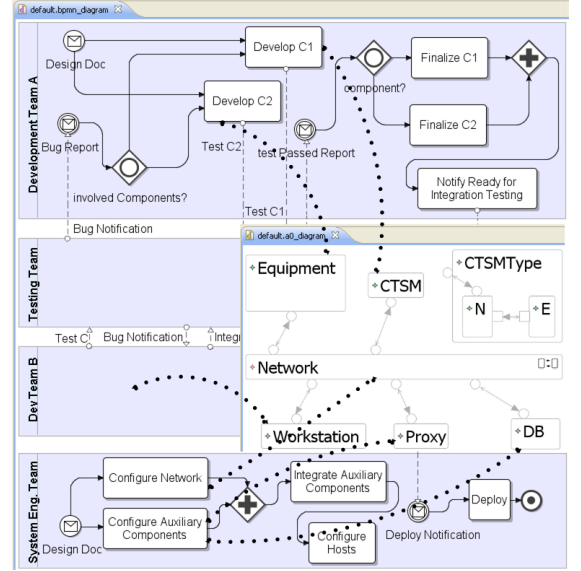 default.bpmn_diagram
Development Team A
Design Doc
Develop C1
Develop C2
Bug Report
involved Components?
Test C2
test Passed Report
component?
Finalize C1
Finalize C2
Notify Ready for
Integration Testing
Test C1
Bug Notification
Testing Team
default.a0_diagram
Equipment
CTSM
CTSMType
N
E
Network
Test C
Bug Notification
Integ
Dev.Team B
Workstation
Proxy
DB
System Eng. Team
Configure Network
Design Doc
Configure Auxiliary
Components
Integrate Auxiliary
Components
Configure
Hosts
Deploy Notification
Deploy